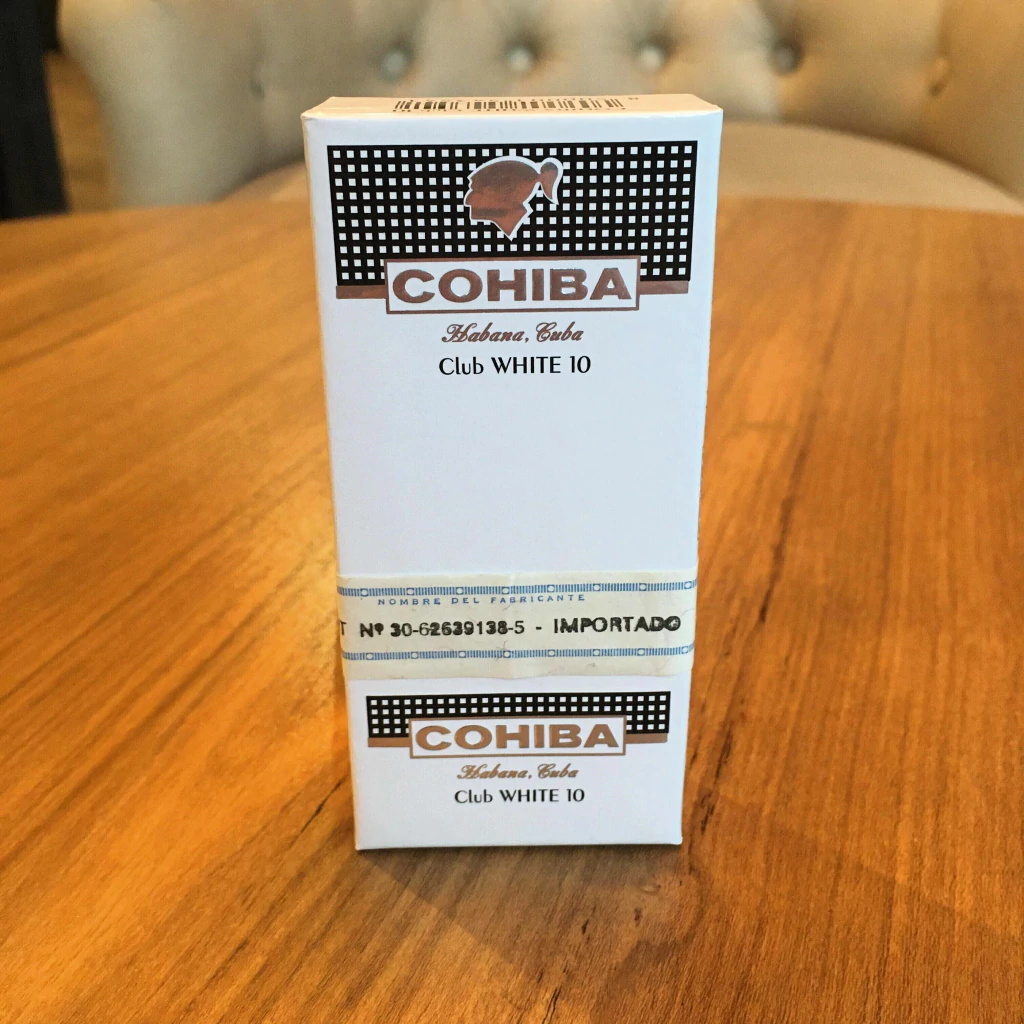 COHIBA
Habana, Cuba
Club WHITE 10
NOMBRE DEL FABRICANTE
T Nº 30-62639138-5 - IMPORTADO
COHIBA
Habana, Cuba
Club WHITE 10